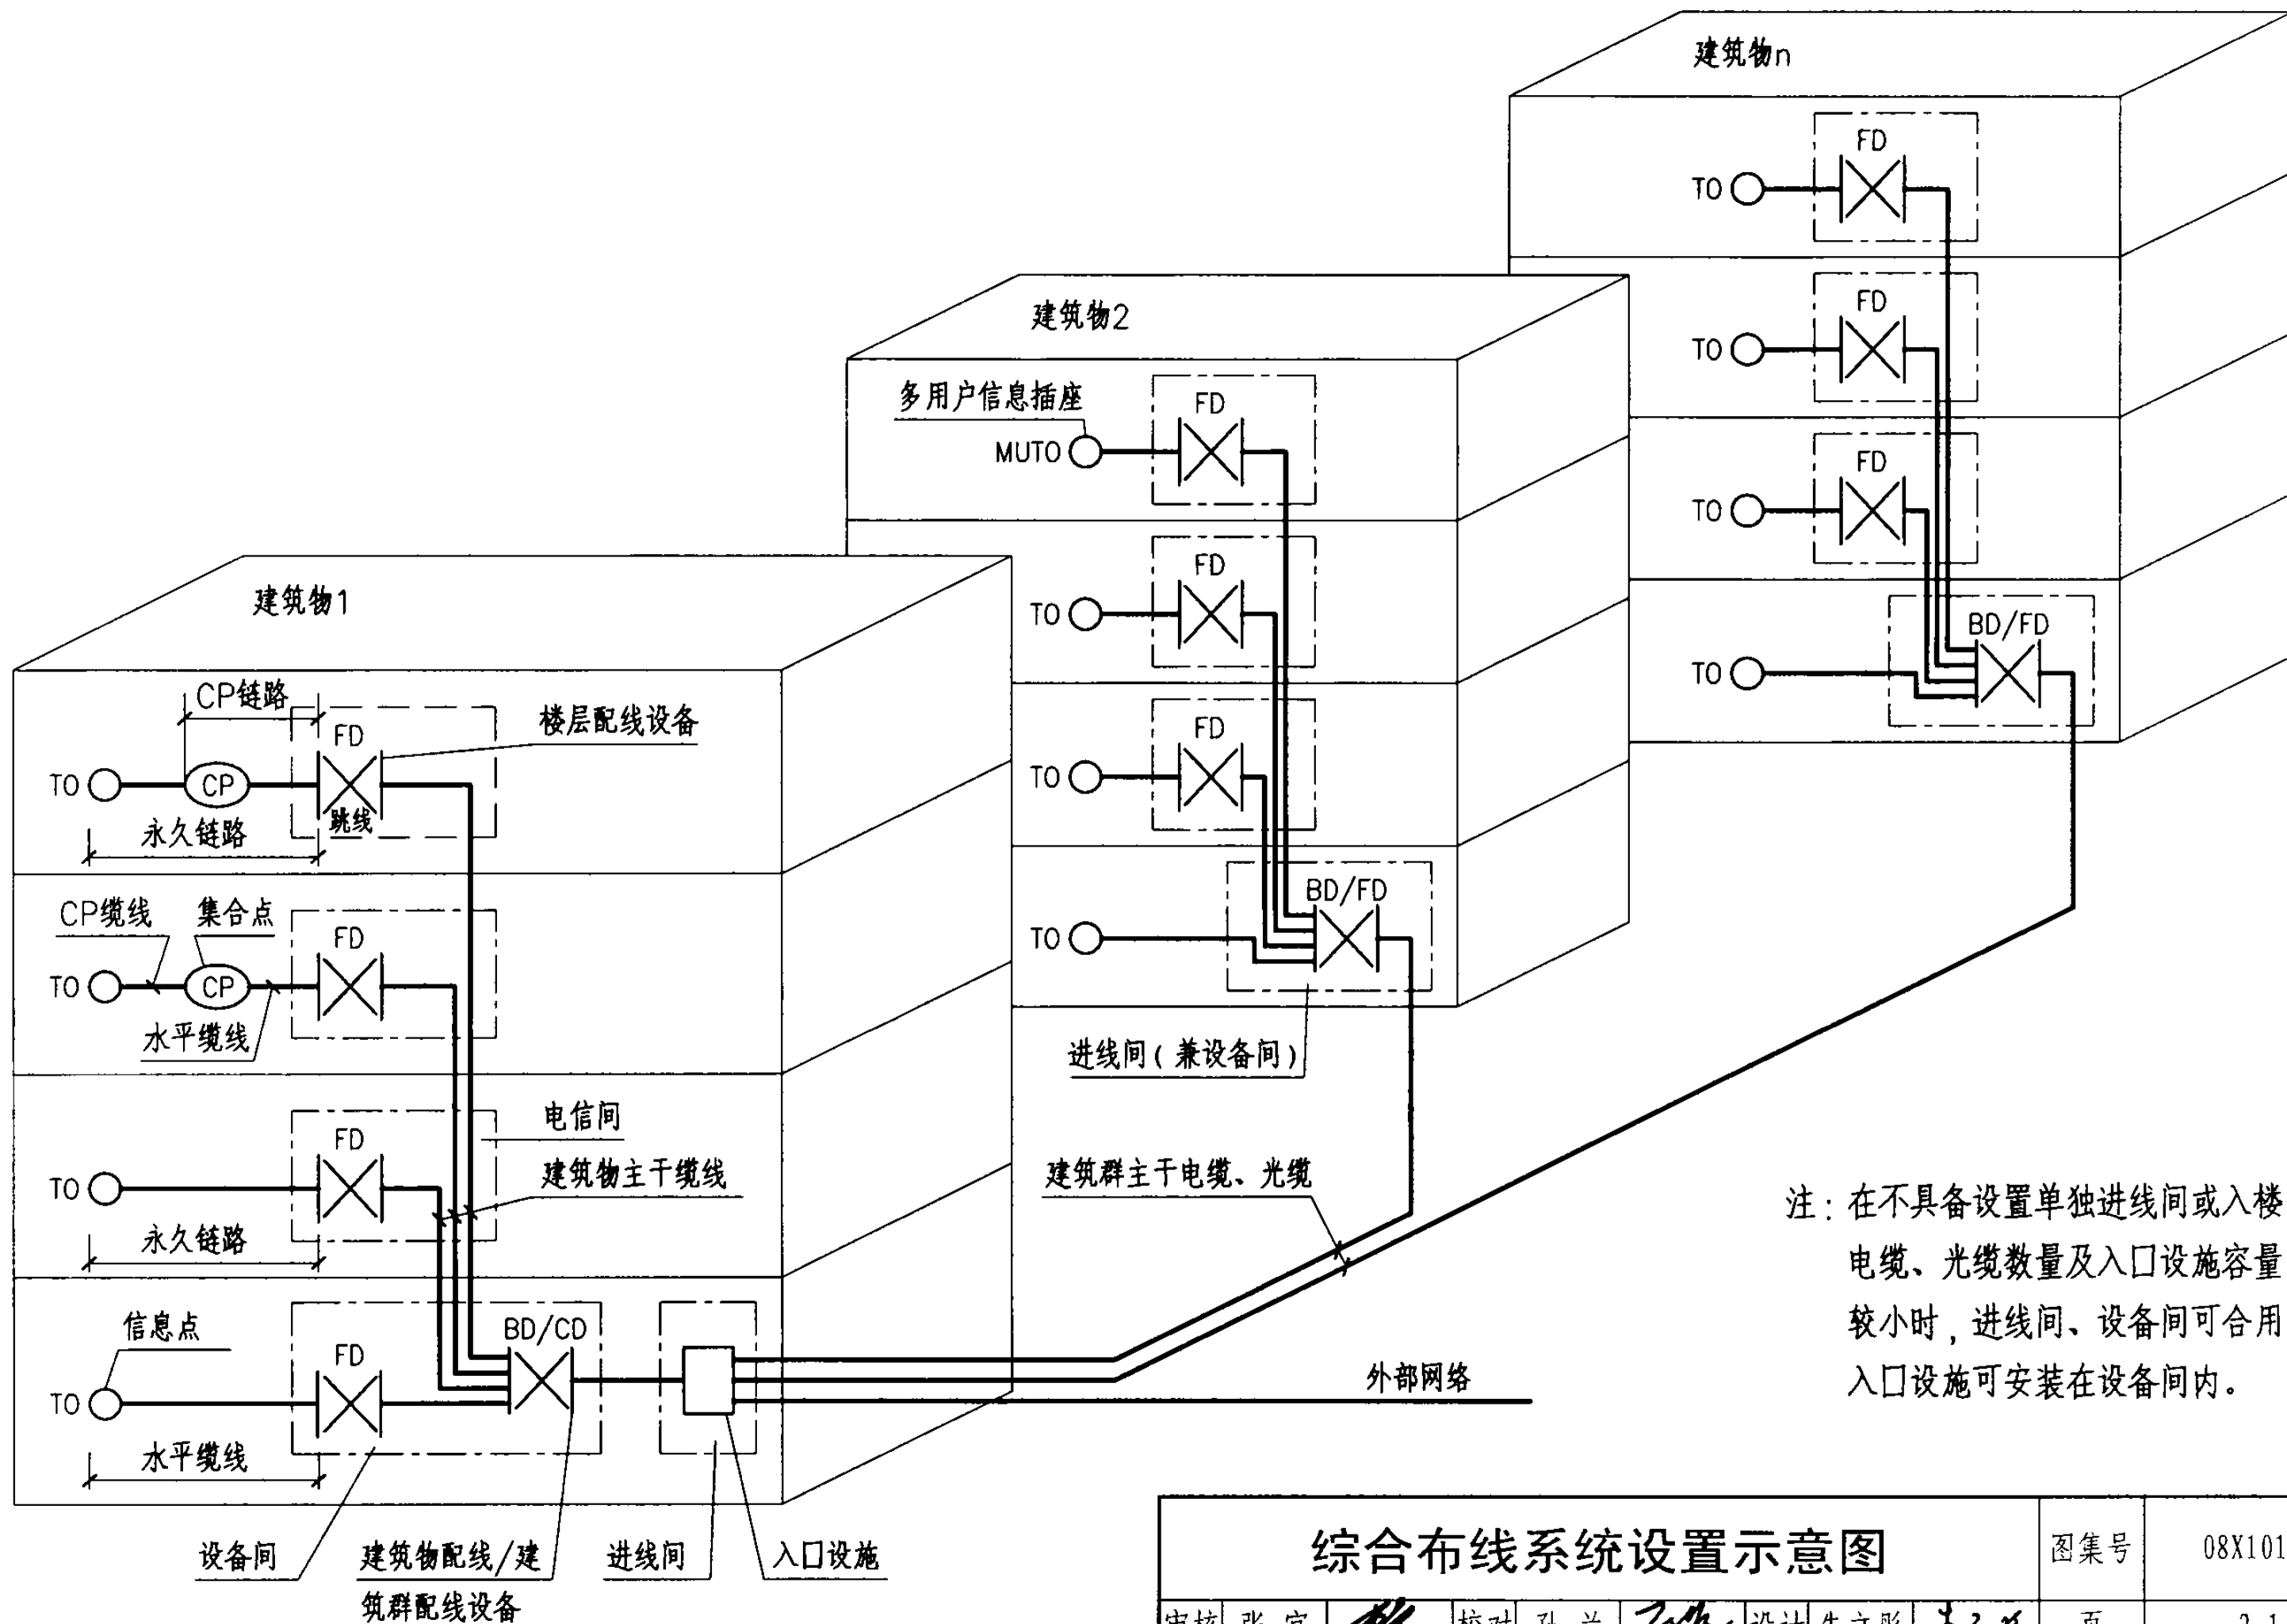 建筑物n
FD
TO
FD
TO
FD
TO
BD/FD
TO
建筑物2
多用户信息插座
FD
MUTO
FD
TO
FD
TO
BD/FD
TO
进线间(兼设备间)
建筑物1
CP链路
楼层配线设备
FD
TO
CP
跳线
永久链路
CP缆线
集合点
FD
TO
CP
水平缆线
电信间
FD
建筑物主干缆线
TO
永久链路
信息点
BD/CD
FD
TO
水平缆线
设备间
建筑物配线/建
筑群配线设备
进线间
入口设施
建筑群主干电缆、光缆
外部网络
注:在不具备设置单独进线间或入楼
电缆、光缆数量及入口设施容量
较小时,进线间、设备间可合用
入口设施可安装在设备间内。
综合布线系统设置示意图
图集号
08X101
审核
校对
设计
页